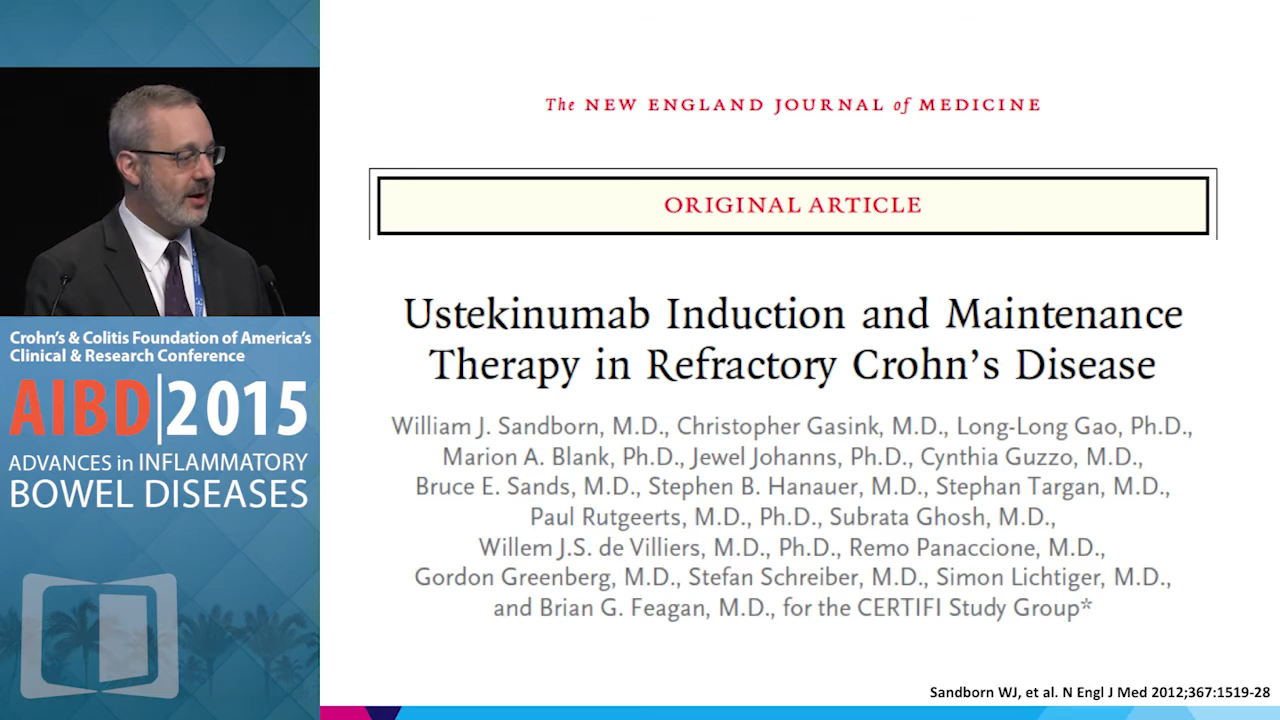 Crohn's & Colitis Foundation of America's
Clinical & Research Conference
AIBD|2015
ADVANCES in INFLAMMATORY
BOWEL DISEASES
The NEW ENGLAND JOURNAL of MEDICINE
ORIGINAL ARTICLE
Ustekinumab Induction and Maintenance
Therapy in Refractory Crohn's Disease
William J. Sandborn, M.D., Christopher Gasink, M.D., Long-Long Gao, Ph.D.,
Marion A. Blank, Ph.D., Jewel Johanns, Ph.D., Cynthia Guzzo, M.D.,
Bruce E. Sands, M.D., Stephen B. Hanauer, M.D., Stephan Targan, M.D.,
Paul Rutgeerts, M.D., Ph.D., Subrata Ghosh, M.D.,
Willem J.S. de Villiers, M.D., Ph.D., Remo Panaccione, M.D.,
Gordon Greenberg, M.D., Stefan Schreiber, M.D., Simon Lichtiger, M.D.,
and Brian G. Feagan, M.D., for the CERTIFI Study Group*
Sandborn WJ, et al. N Engl J Med 2012;367:1519-28